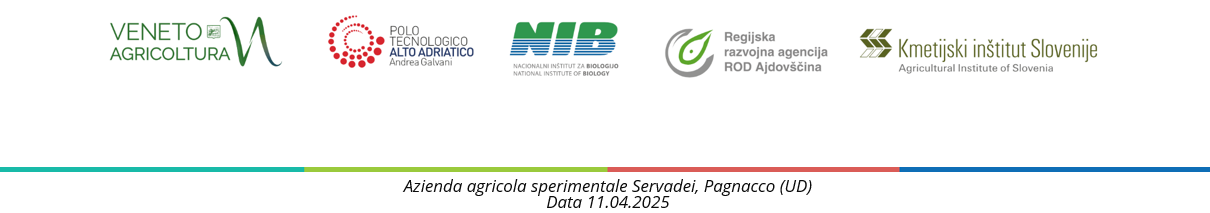 VENETO
AGRICOLTURA
POLO
TECNOLOGICO
ALTO ADRIATICO
Andrea Galvani
NIB
NACIONALNI INŠTITUT ZA BIOLOGIJO
NATIONAL INSTITUTE OF BIOLOGY
Regijska
razvojna agencija
ROD Ajdovščina
Kmetijski inštitut Slovenije
Agricultural Institute of Slovenia
Azienda agricola sperimentale Servadei, Pagnacco (UD)
Data 11.04.2025